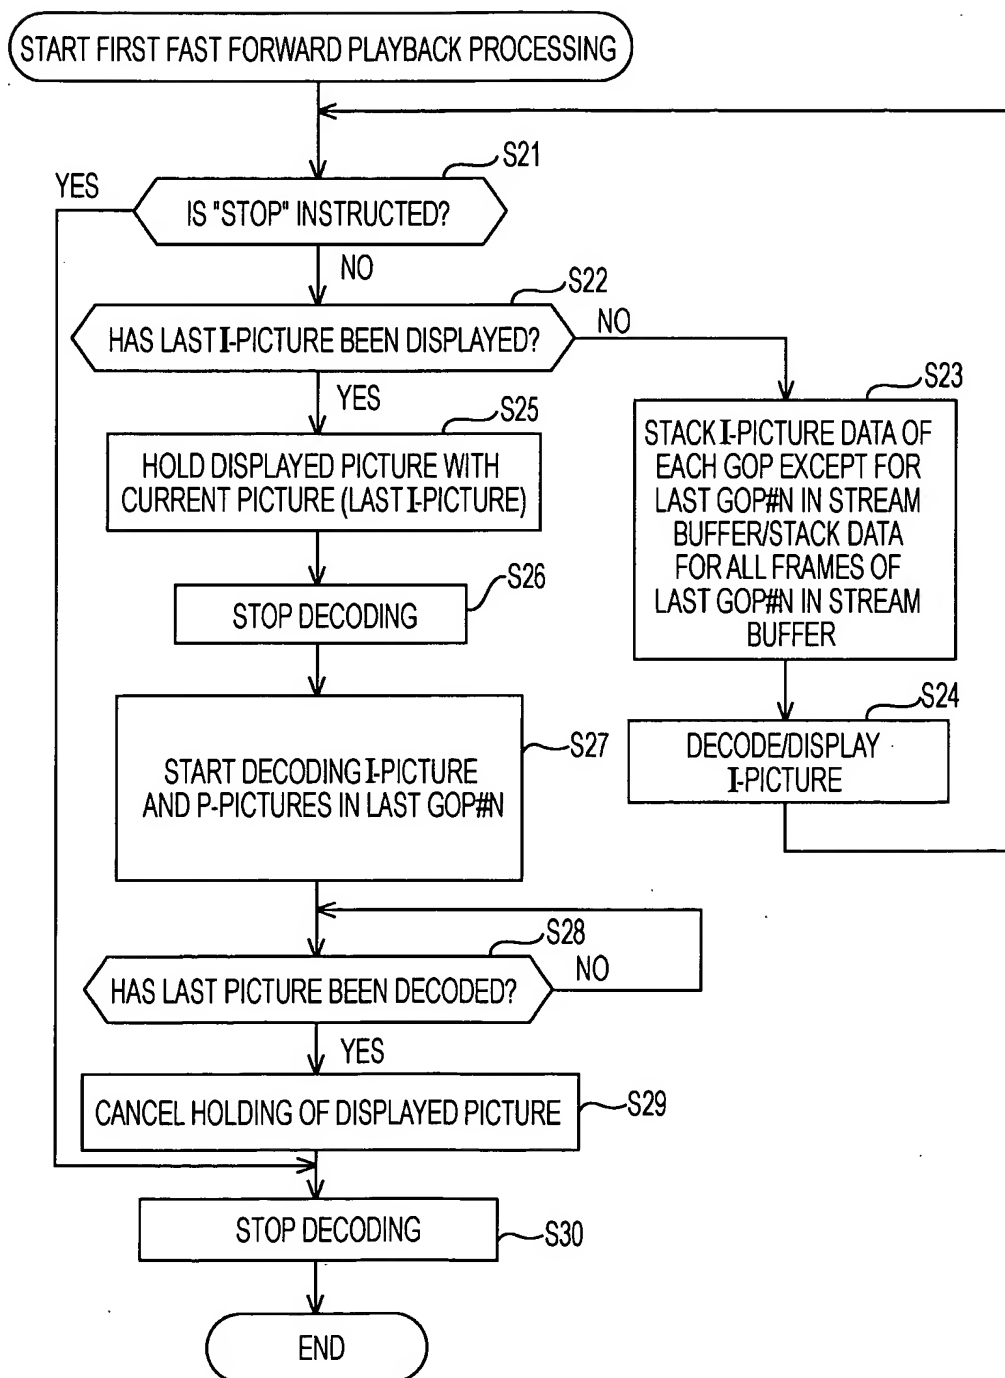 START FIRST FAST FORWARD PLAYBACK PROCESSING
S21
YES
IS "STOP" INSTRUCTED?
NO
S22
HAS LAST I-PICTURE BEEN DISPLAYED?
NO
YES
S23
STACK I-PICTURE DATA OF
EACH GOP EXCEPT FOR
LAST GOP#N IN STREAM
BUFFER/STACK DATA
FOR ALL FRAMES OF
LAST GOP#N IN STREAM
BUFFER
S25
HOLD DISPLAYED PICTURE WITH
CURRENT PICTURE (LAST I-PICTURE)
S26
STOP DECODING
S24
DECODE/DISPLAY
I-PICTURE
S27
START DECODING I-PICTURE
AND P-PICTURES IN LAST GOP#N
S28
HAS LAST PICTURE BEEN DECODED?
NO
YES
CANCEL HOLDING OF DISPLAYED PICTURE
S29
STOP DECODING
S30
END